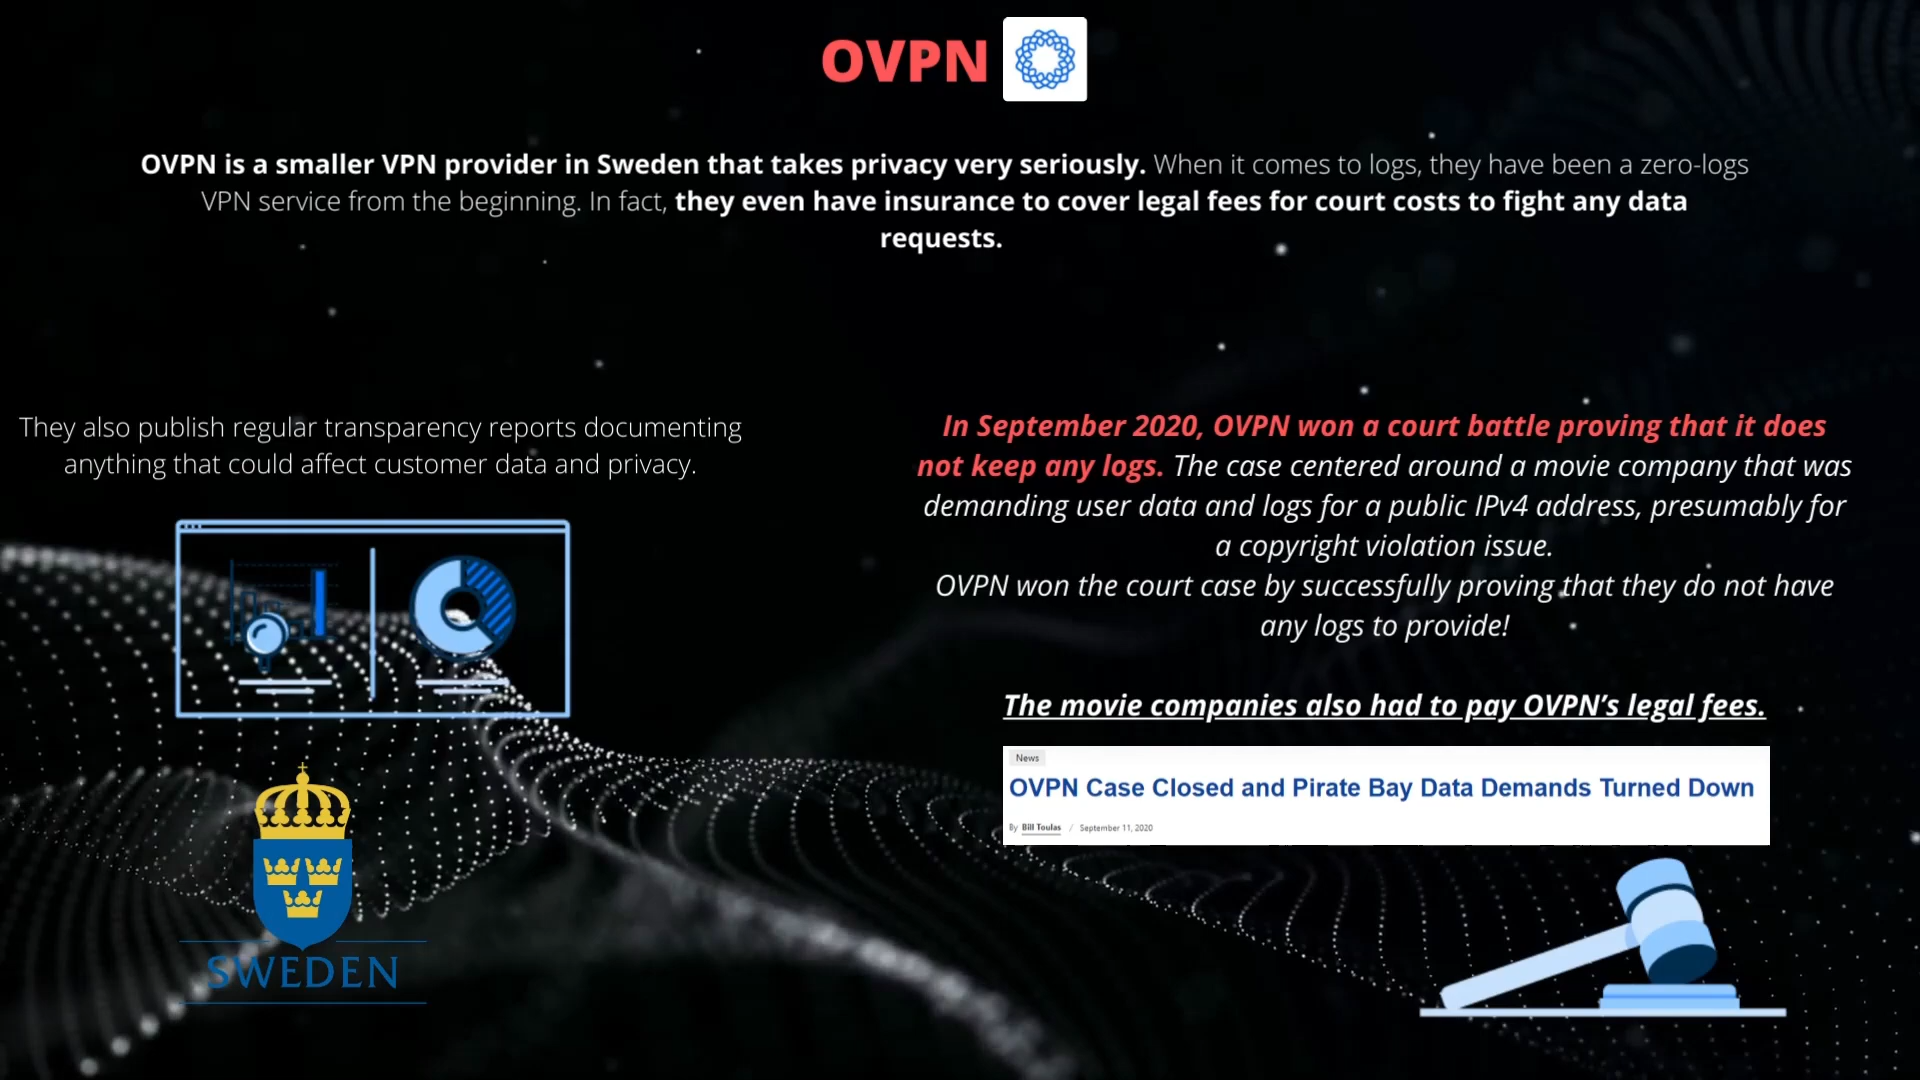 OVPN
OVPN is a smaller VPN provider in Sweden that takes privacy very seriously. When it comes to logs, they have been a zero-logs
VPN service from the beginning. In fact, they even have insurance to cover legal fees for court costs to fight any data
requests.
They also publish regular transparency reports documenting
anything that could affect customer data and privacy.
In September 2020, OVPN won a court battle proving that it does
not keep any logs. The case centered around a movie company that was
demanding user data and logs for a public IPv4 address, presumably for
a copyright violation issue.
OVPN won the court case by successfully proving that they do not have
any logs to provide!
The movie companies also had to pay OVPN’s legal fees.
News
OVPN Case Closed and Pirate Bay Data Demands Turned Down
By Bill Toulas / September 11, 2020
SWEDEN